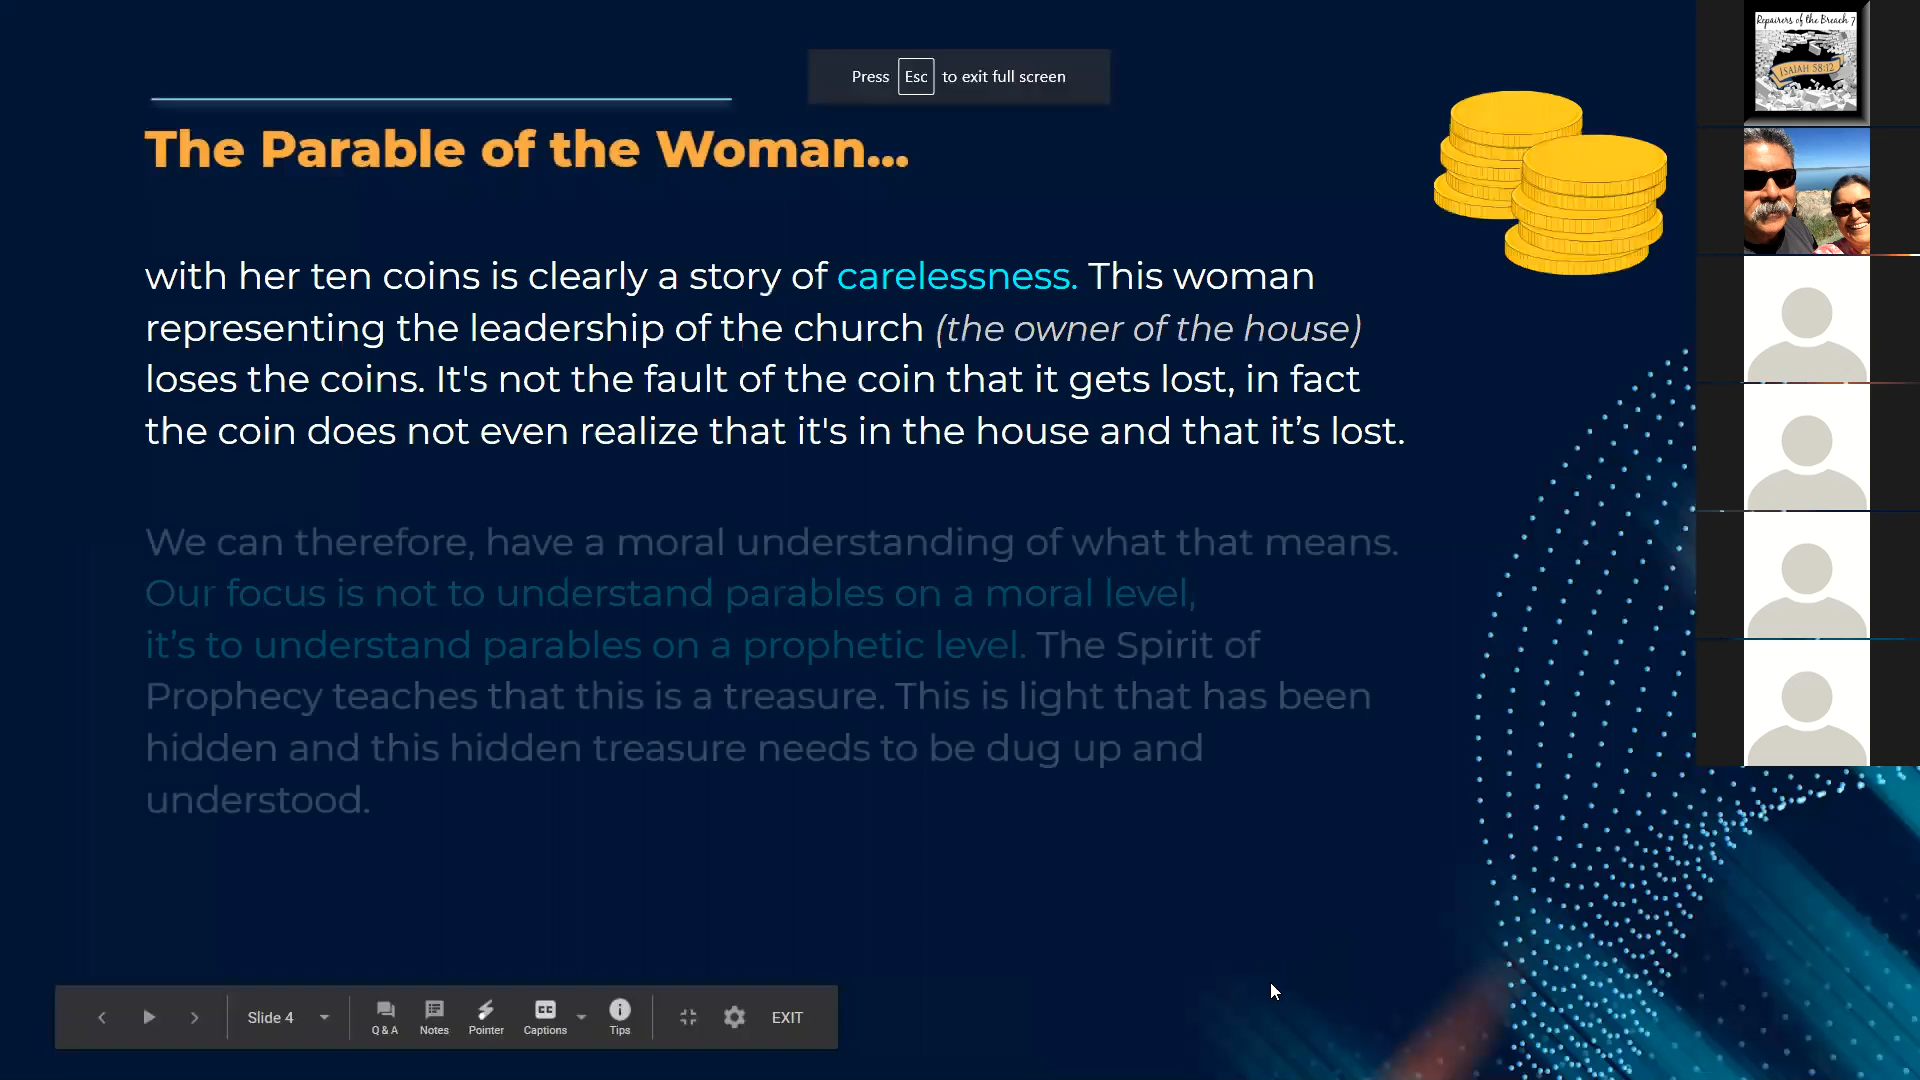 Press Esc to exit full screen
The Parable of the Woman...
with her ten coins is clearly a story of carelessness. This woman
representing the leadership of the church (the owner of the house)
loses the coins. It's not the fault of the coin that it gets lost, in fact
the coin does not even realize that it's in the house and that it’s lost.
We can therefore, have a moral understanding of what that means.
Our focus is not to understand parables on a moral level,
it’s to understand parables on a prophetic level. The Spirit of
Prophecy teaches that this is a treasure. This is light that has been
hidden and this hidden treasure needs to be dug up and
understood.
Repairers of the Breach 7
ISAIAH 58:12
Slide 4
Q & A
Notes
Pointer
CC
Captions
Tips
EXIT